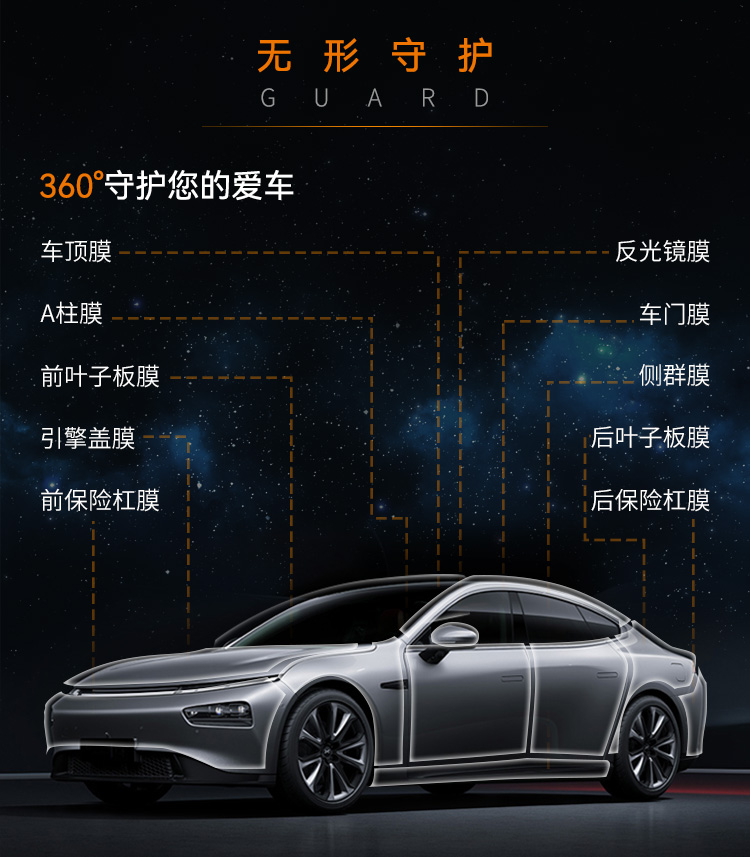 无形守护
GUARD
360°守护您的爱车
车顶膜
反光镜膜
A柱膜
车门膜
前叶子板膜
侧群膜
引擎盖膜
后叶子板膜
前保险杠膜
后保险杠膜